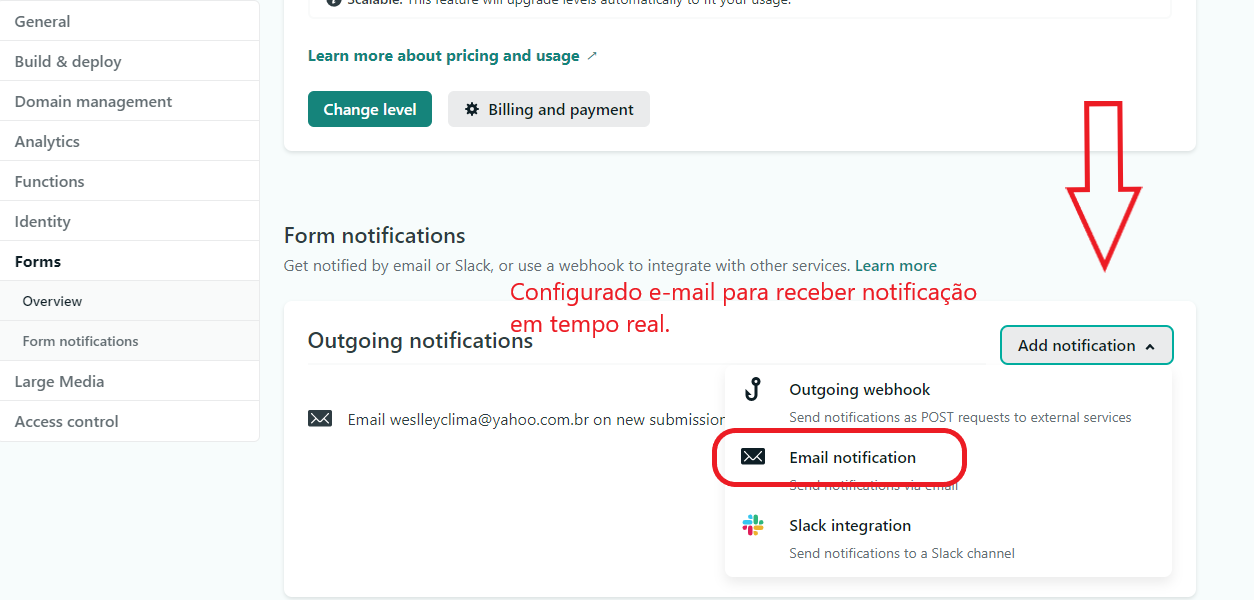 General
Build & deploy
Domain management
Analytics
Functions
Identity
Forms
Overview
Form notifications
Large Media
Access control
Scalable. This feature will upgrade levels automatically to fit your usage.
Learn more about pricing and usage ↗
Change level
Billing and payment
Form notifications
Get notified by email or Slack, or use a webhook to integrate with other services. Learn more
Configurado e-mail para receber notificação
em tempo real.
Outgoing notifications
Add notification
Email weslleyclima@yahoo.com.br on new submission
Outgoing webhook
Send notifications as POST requests to external services
Email notification
Send notifications via email
Slack integration
Send notifications to a Slack channel